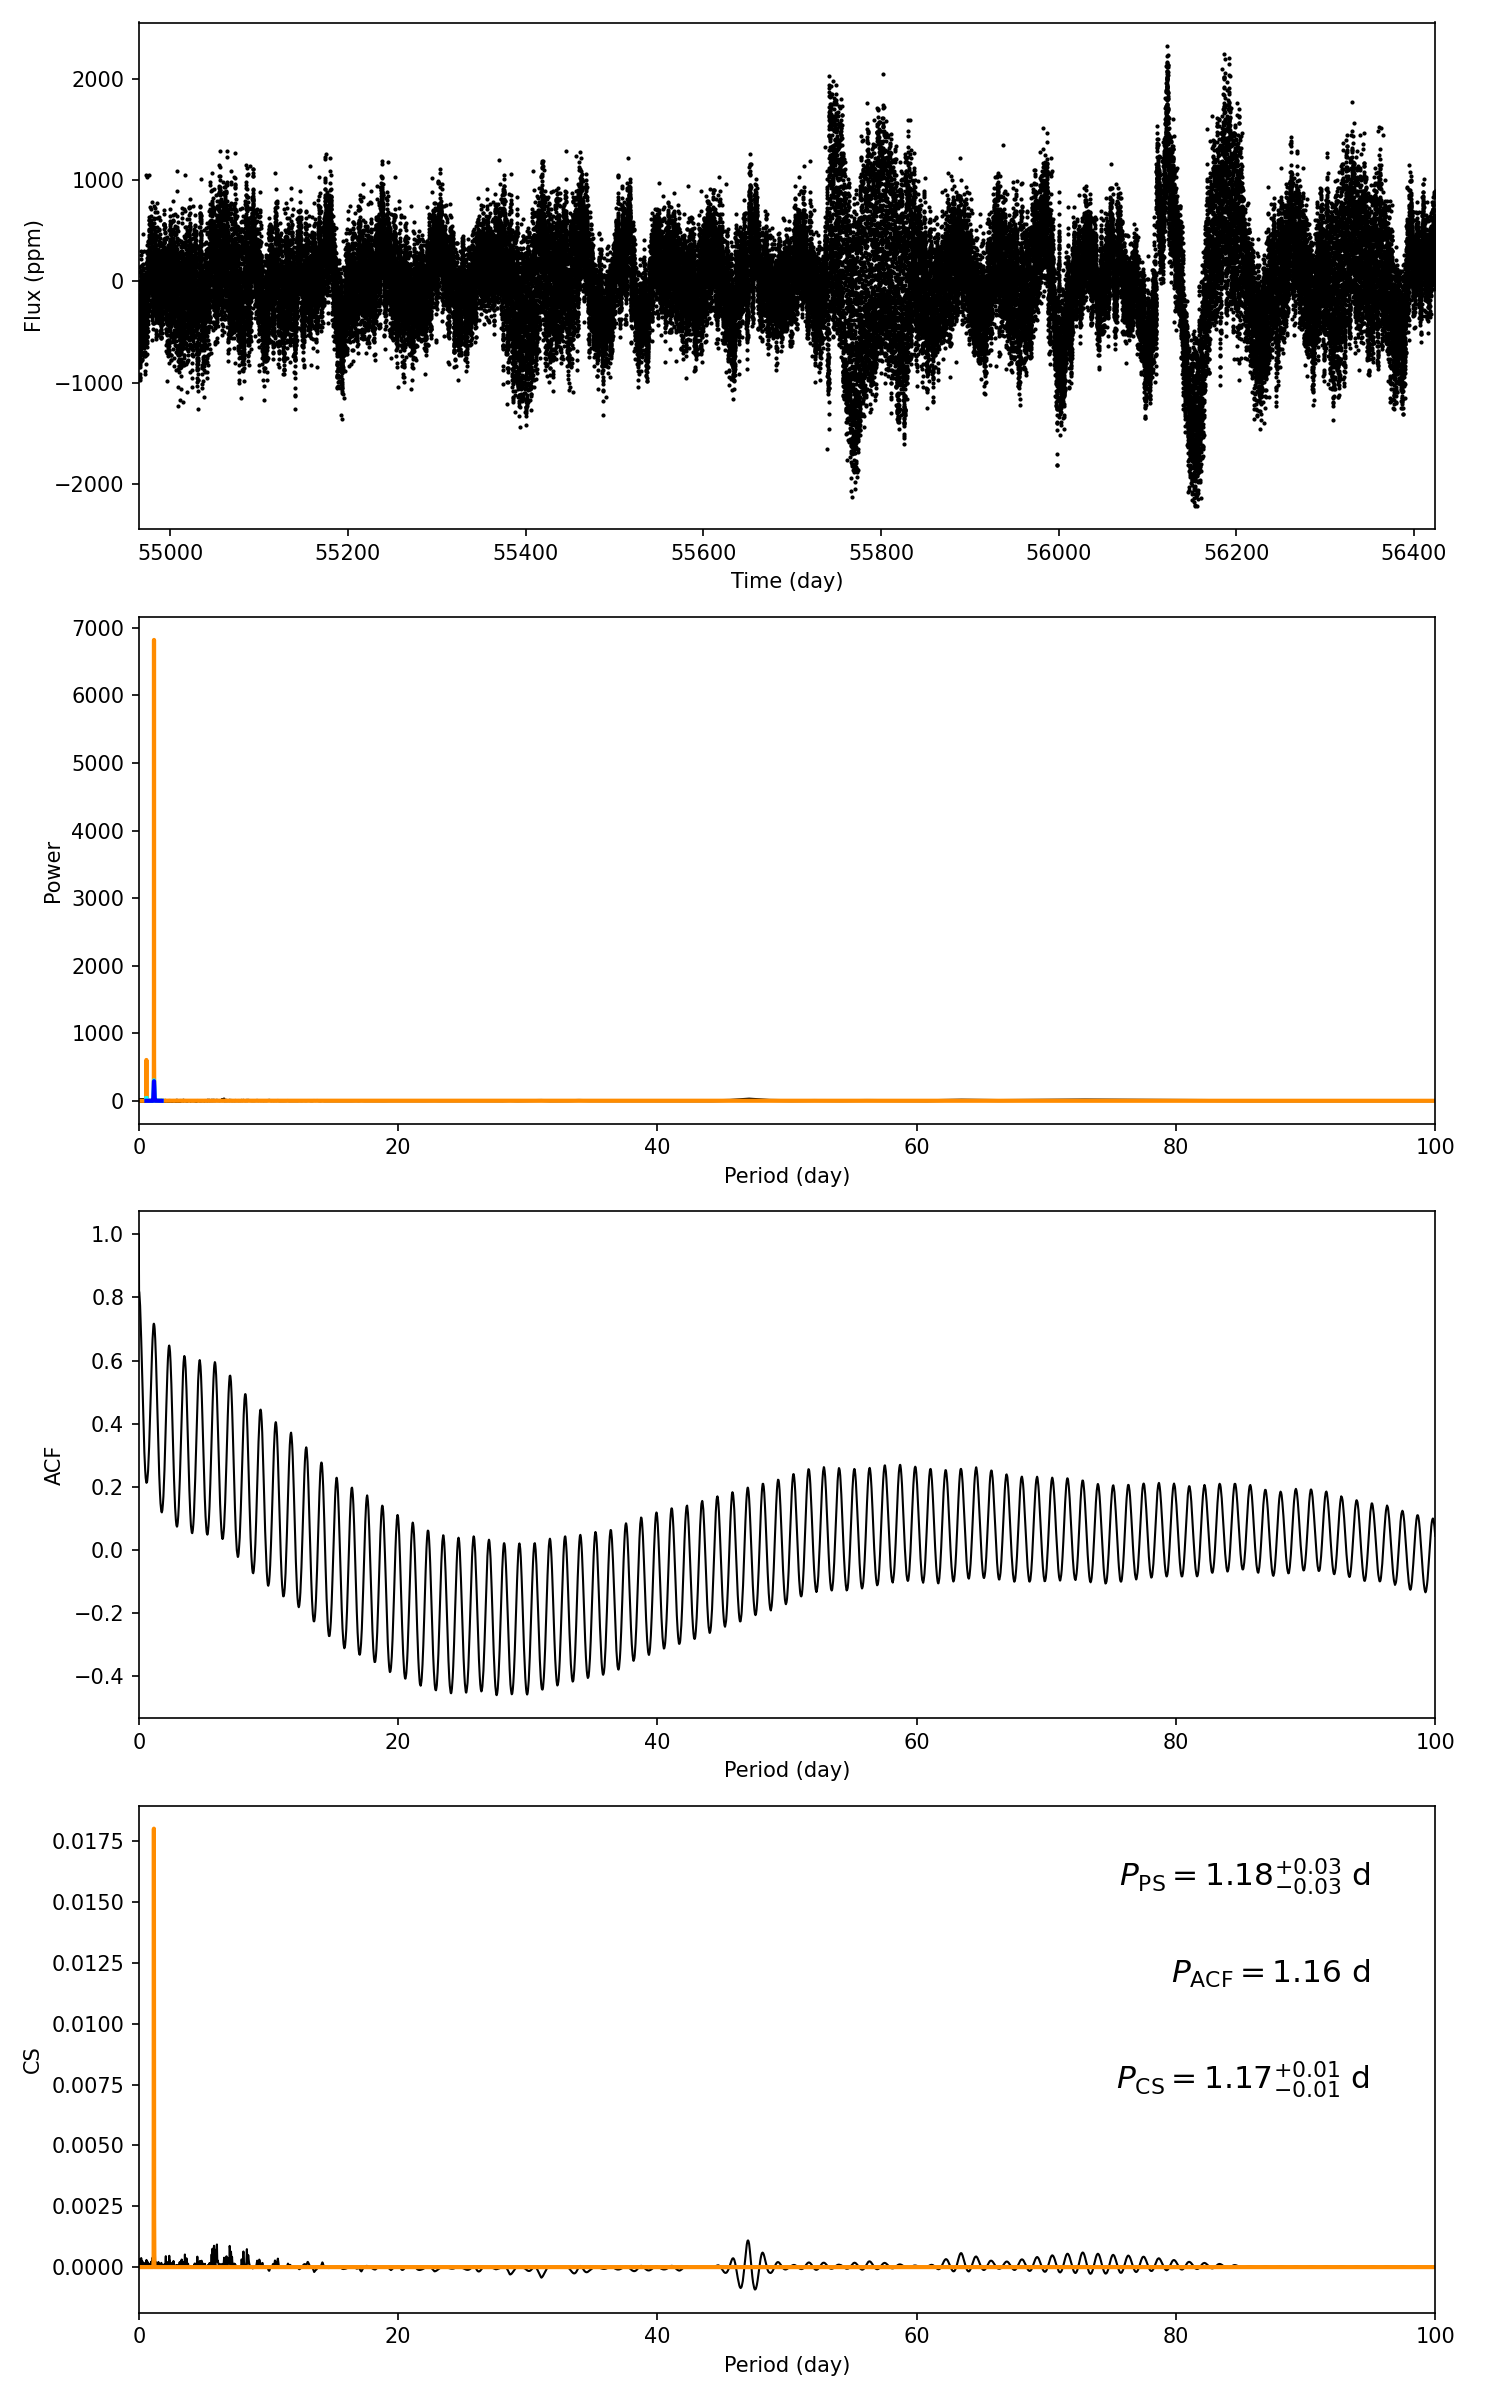 2000
1000
0
−1000
−2000
Flux (ppm)
55000 55200 55400 55600 55800 56000 56200 56400
Time (day)
7000
6000
5000
4000
3000
2000
1000
0
Power
0 20 40 60 80 100
Period (day)
1.0
0.8
0.6
0.4
0.2
0.0
−0.2
−0.4
ACF
0 20 40 60 80 100
Period (day)
0.0175
0.0150
0.0125
0.0100
0.0075
0.0050
0.0025
0.0000
CS
P_PS = 1.18^{+0.03}_{−0.03} d
P_ACF = 1.16 d
P_CS = 1.17^{+0.01}_{−0.01} d
0 20 40 60 80 100
Period (day)